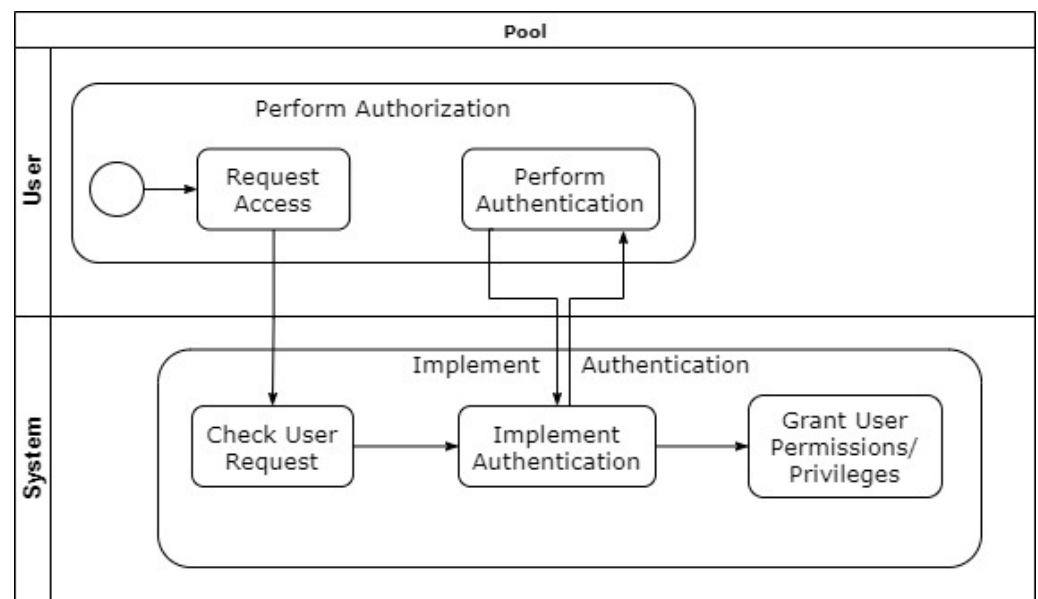 Pool
User
Perform Authorization
Request
Access
Perform
Authentication
System
Implement Authentication
Check User
Request
Implement
Authentication
Grant User
Permissions/
Privileges